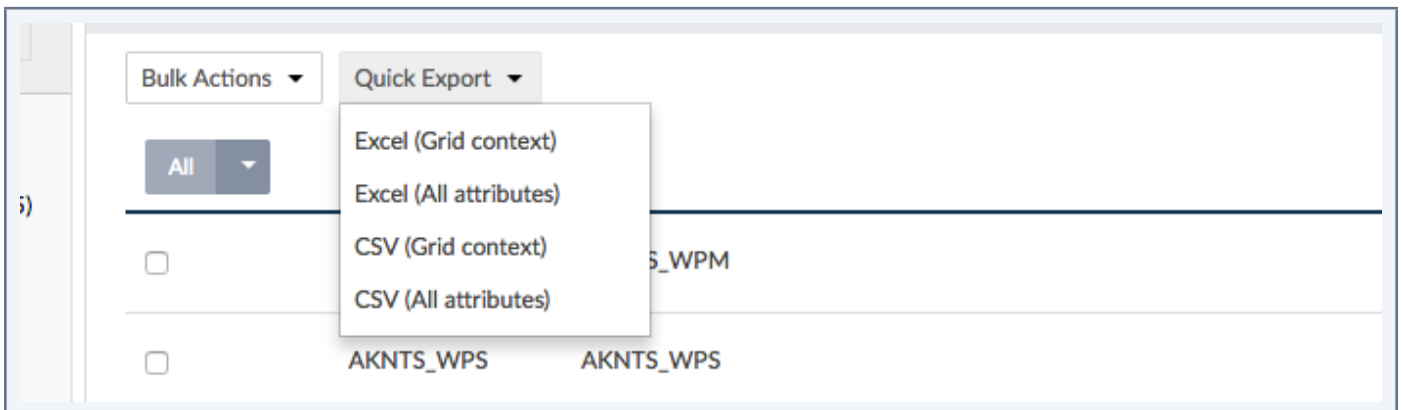 Bulk Actions Quick Export
Excel (Grid context)
All
Excel (All attributes)
CSV (Grid context)
S_WPM
CSV (All attributes)
AKNTS_WPS AKNTS_WPS